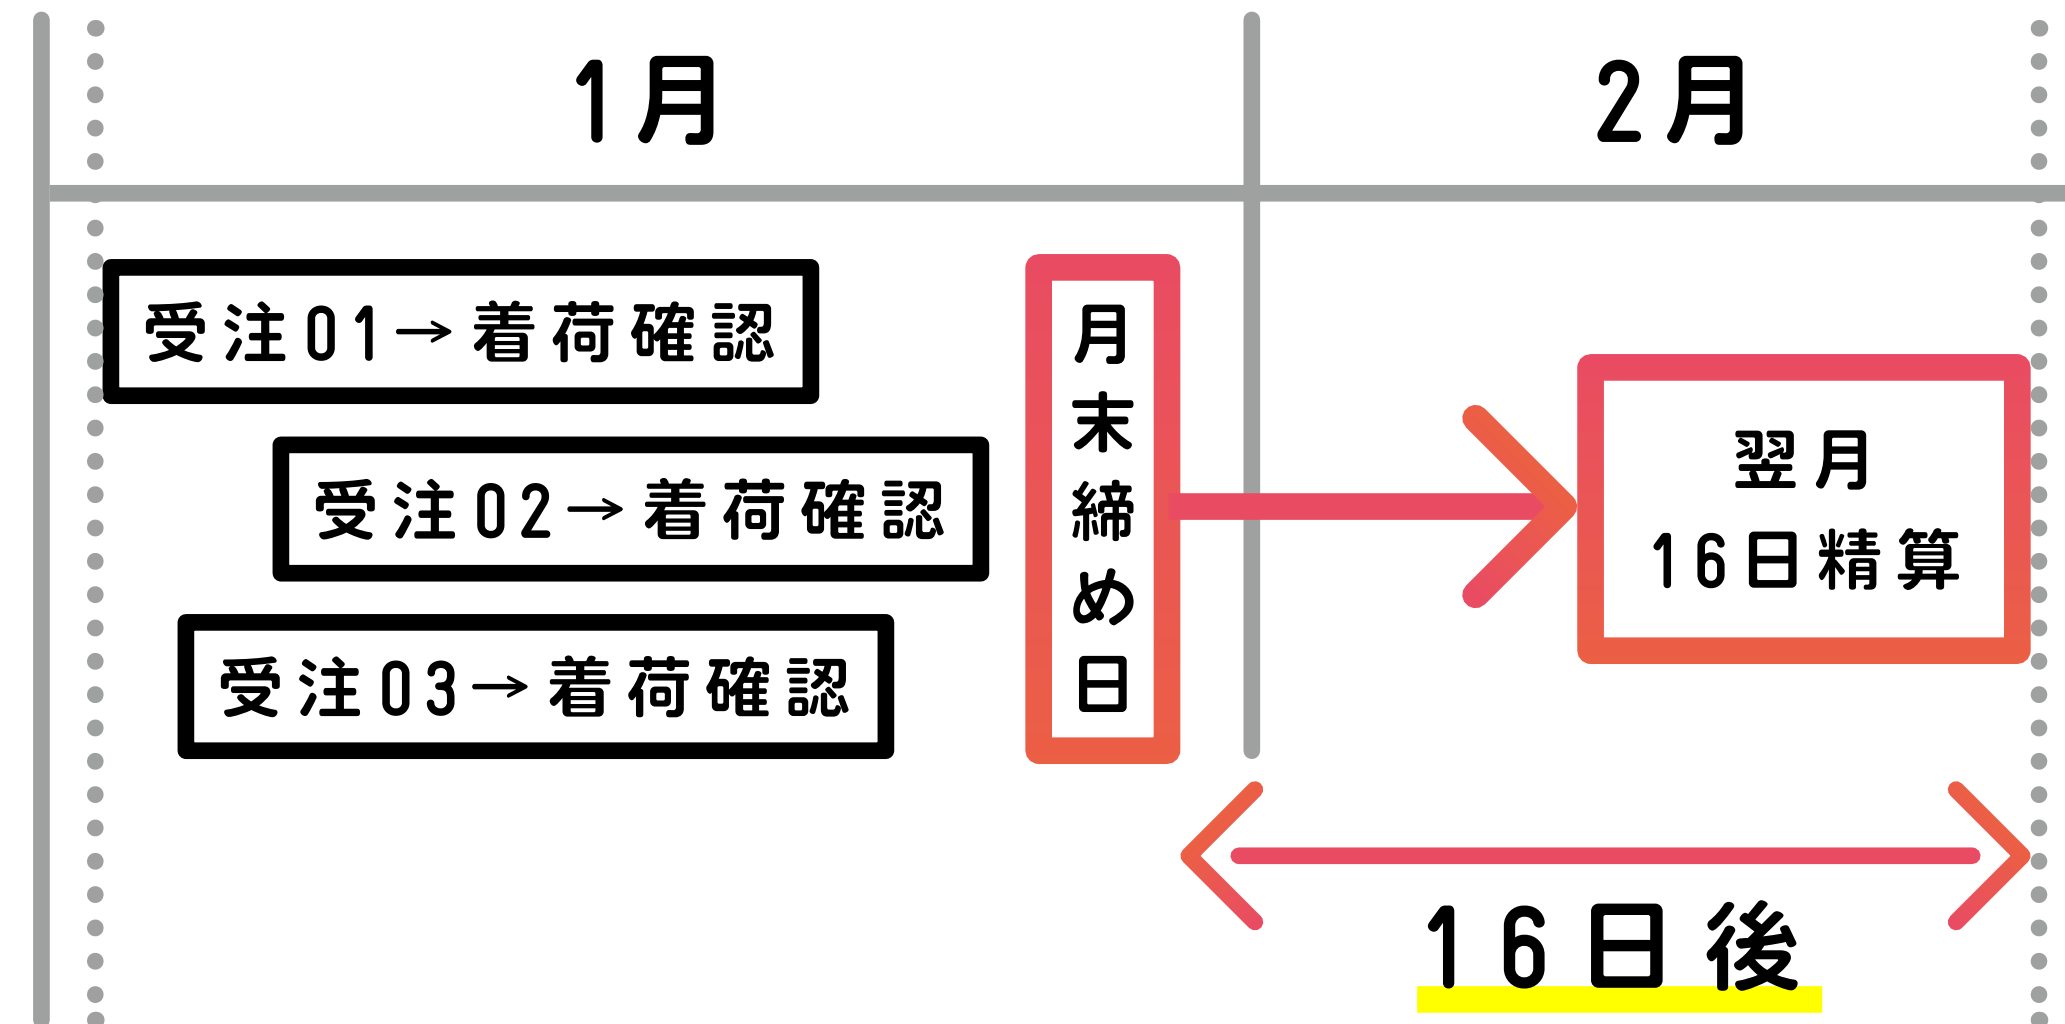 1月
2月
受注01→着荷確認
受注02→着荷確認
受注03→着荷確認
月末締め日
翌月
16日精算
16日後